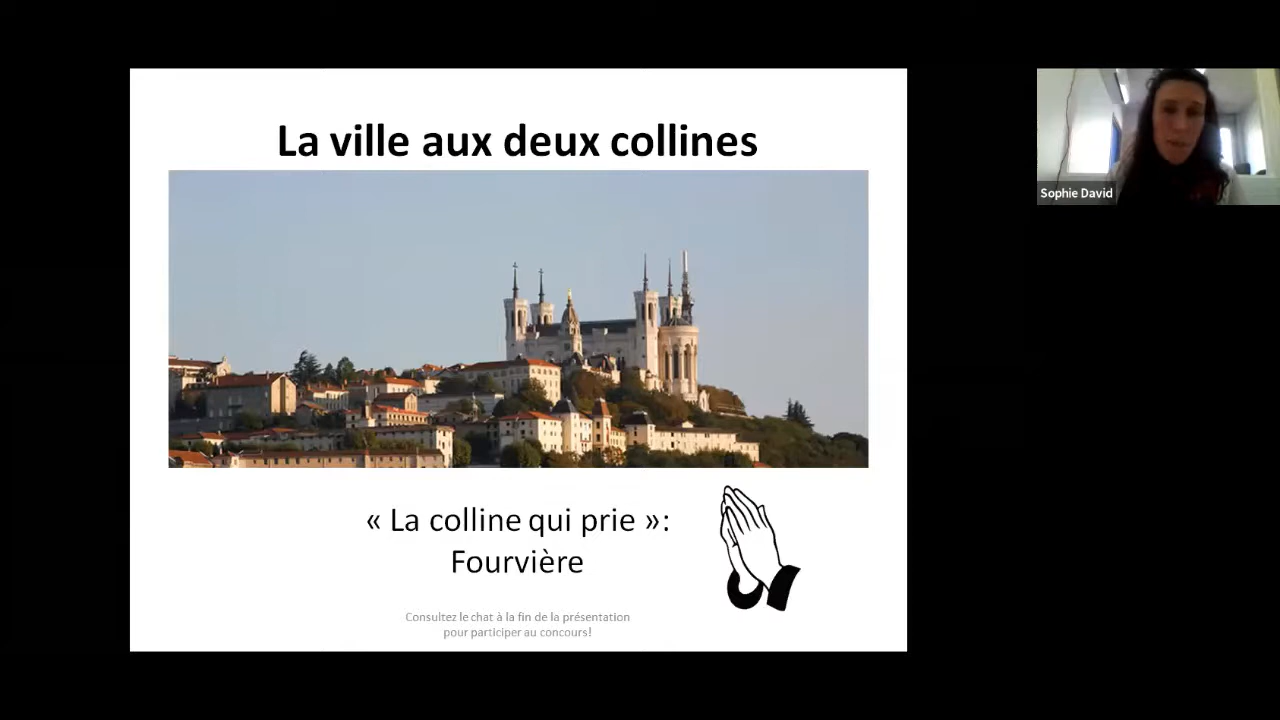 La ville aux deux collines
« La colline qui prie »:
Fourvière
Consultez le chat à la fin de la présentation
pour participer au concours!
Sophie David